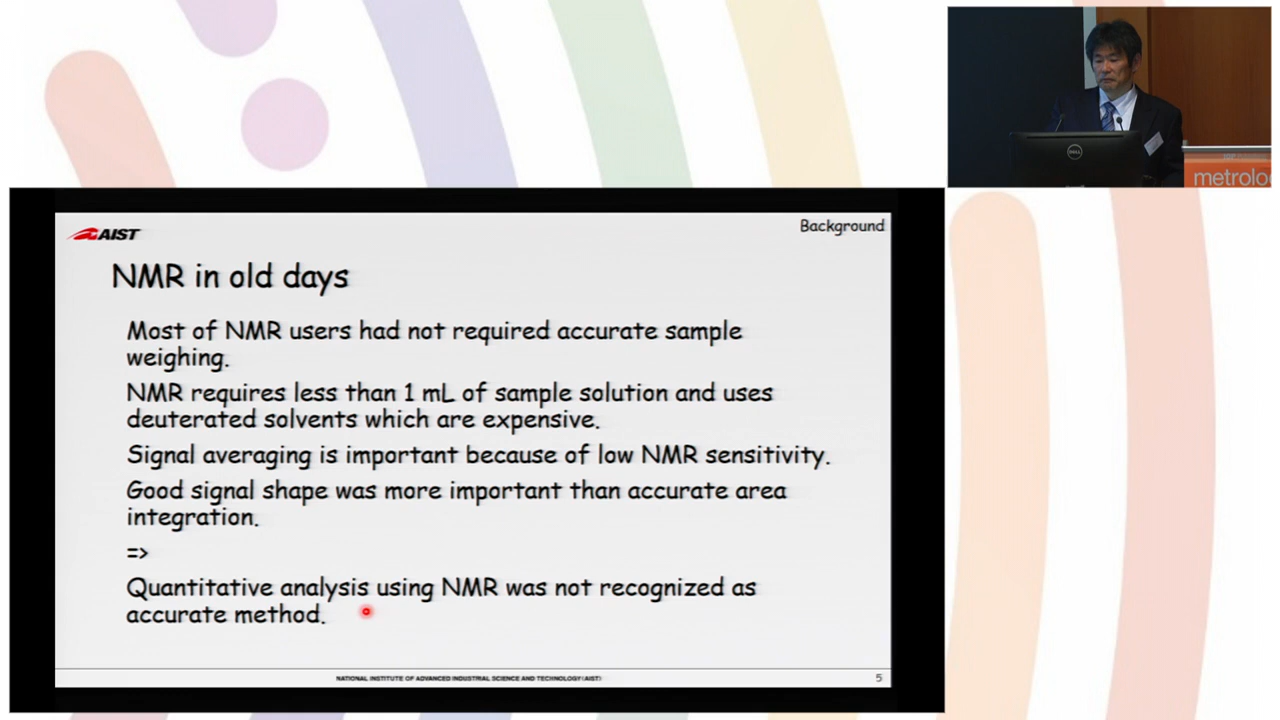 AIST
Background
NMR in old days
Most of NMR users had not required accurate sample
weighing.
NMR requires less than 1 mL of sample solution and uses
deuterated solvents which are expensive.
Signal averaging is important because of low NMR sensitivity.
Good signal shape was more important than accurate area
integration.
=>
Quantitative analysis using NMR was not recognized as
accurate method.
NATIONAL INSTITUTE OF ADVANCED INDUSTRIAL SCIENCE AND TECHNOLOGY (AIST)
5
DELL
metrolo